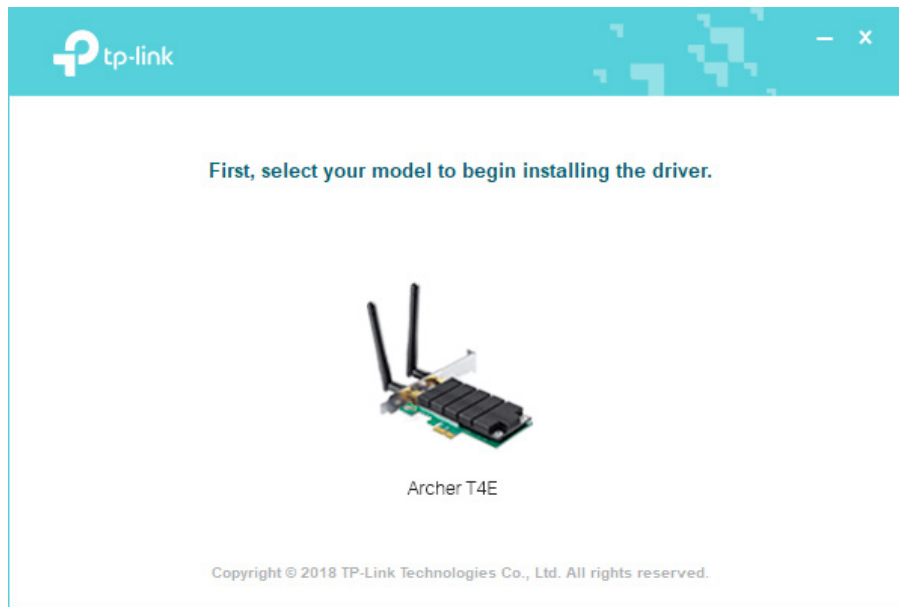 tp-link
First, select your model to begin installing the driver.
Archer T4E
Copyright © 2018 TP-Link Technologies Co., Ltd. All rights reserved.